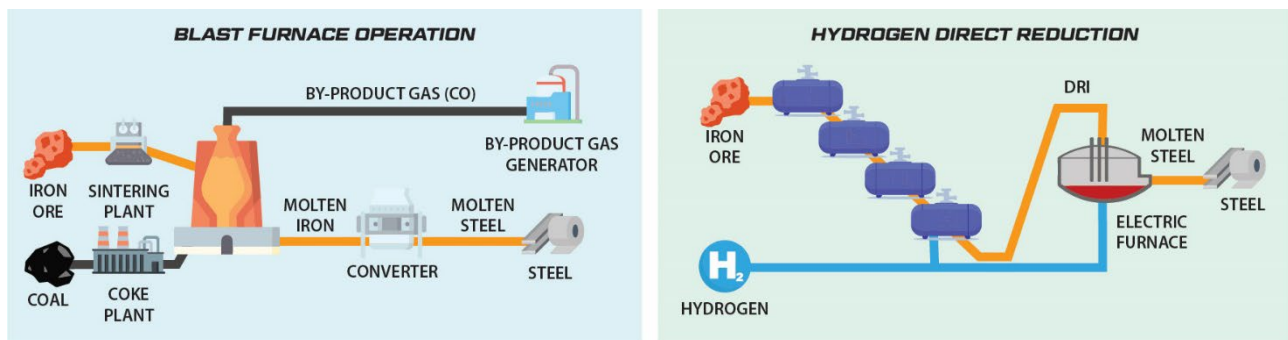 BLAST FURNACE OPERATION
BY-PRODUCT GAS (CO)
BY-PRODUCT GAS
GENERATOR
IRON
ORE
SINTERING
PLANT
MOLTEN
IRON
MOLTEN
STEEL
CONVERTER
STEEL
COAL
COKE
PLANT
HYDROGEN DIRECT REDUCTION
IRON
ORE
DRI
MOLTEN
STEEL
STEEL
ELECTRIC
FURNACE
H2
HYDROGEN